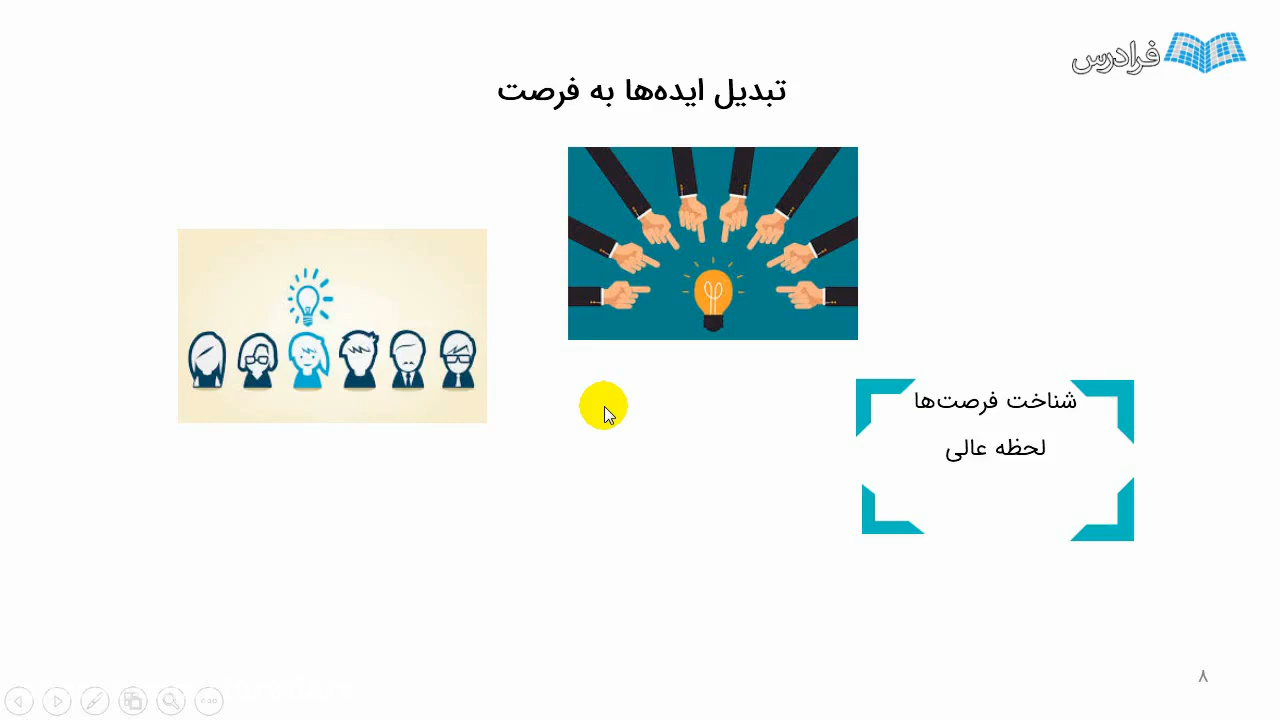 فرادرس
تبدیل ایده‌ها به فرصت
شناخت فرصت‌ها
لحظه عالی
۸